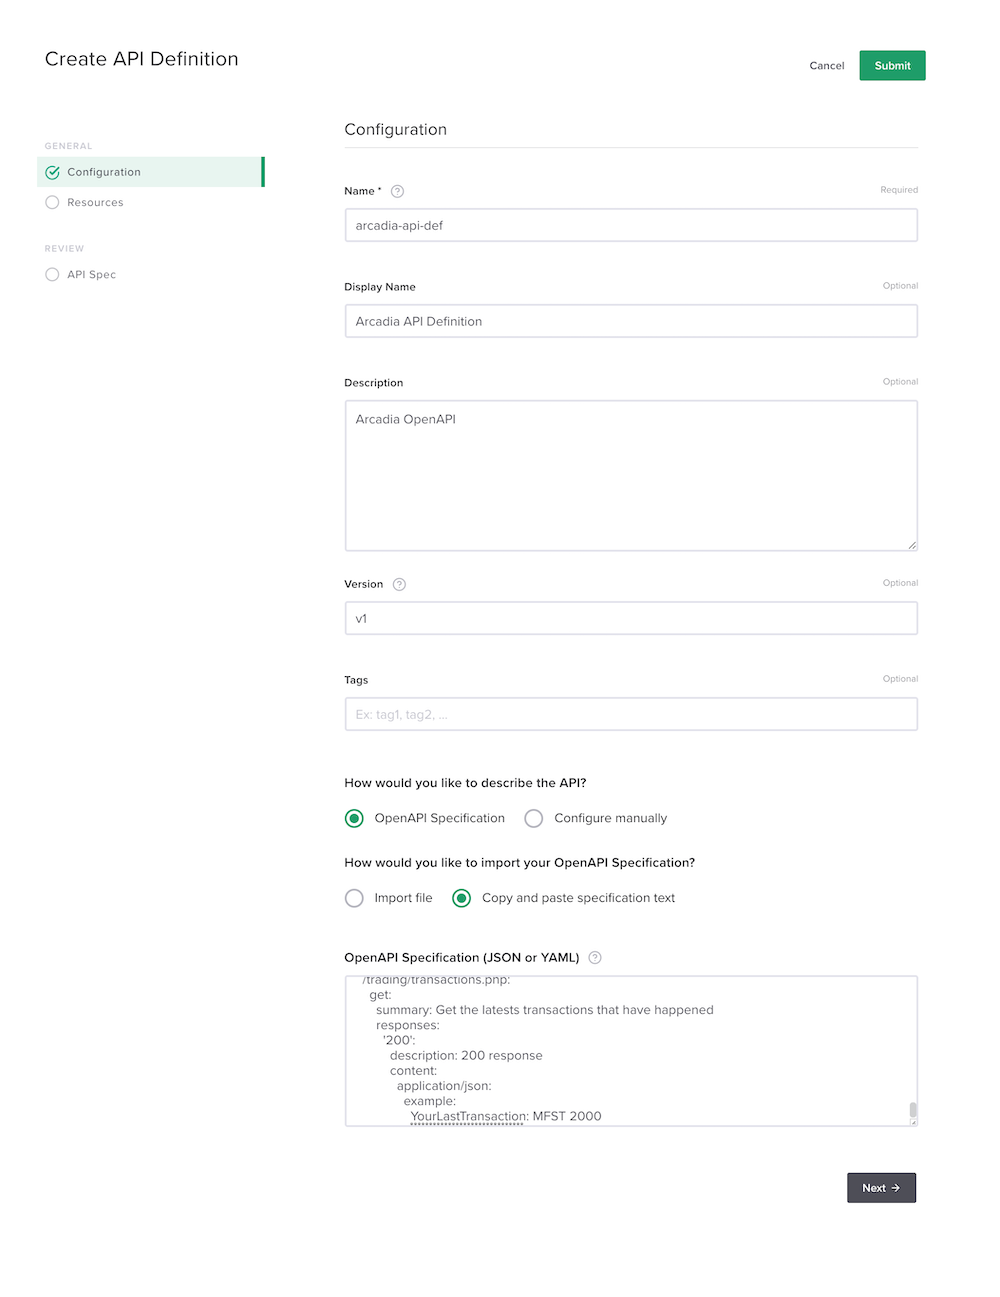 Create API Definition
Cancel
Submit
GENERAL
Configuration
Resources
REVIEW
API Spec
Configuration
Name *
Required
arcadia-api-def
Display Name
Optional
Arcadia API Definition
Description
Optional
Arcadia OpenAPI
Version
Optional
v1
Tags
Optional
Ex: tag1, tag2, ...
How would you like to describe the API?
OpenAPI Specification
Configure manually
How would you like to import your OpenAPI Specification?
Import file
Copy and paste specification text
OpenAPI Specification (JSON or YAML)
/trading/transactions.php:
get:
summary: Get the latests transactions that have happened
responses:
'200':
description: 200 response
content:
application/json:
example:
YourLastTransaction: MFST 2000
Next →